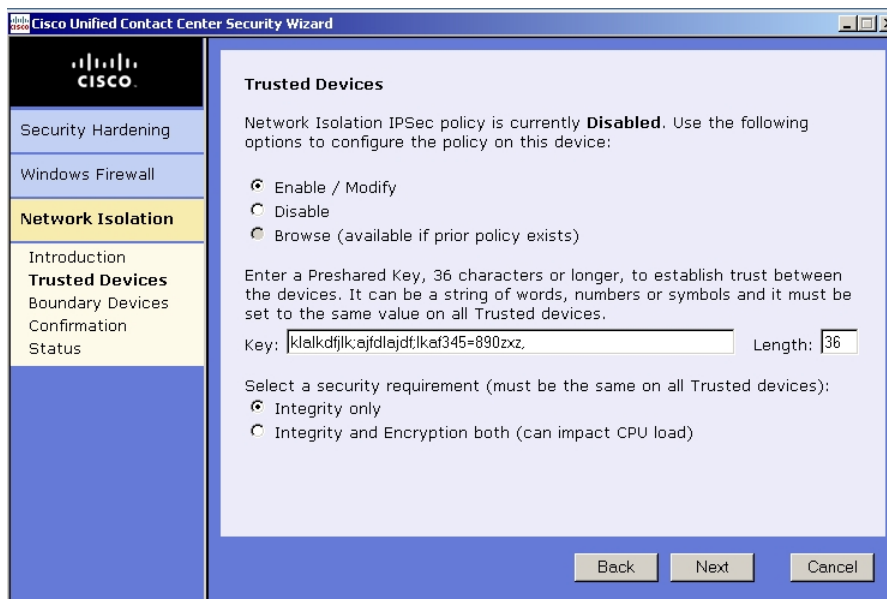 Cisco Unified Contact Center Security Wizard
CISCO
Security Hardening
Windows Firewall
Network Isolation
Introduction
Trusted Devices
Boundary Devices
Confirmation
Status
Trusted Devices
Network Isolation IPSec policy is currently Disabled. Use the following
options to configure the policy on this device:
Enable / Modify
Disable
Browse (available if prior policy exists)
Enter a Preshared Key, 36 characters or longer, to establish trust between
the devices. It can be a string of words, numbers or symbols and it must be
set to the same value on all Trusted devices.
Key: klalkdfjlk;ajfdlajdf;lkaf345=890zxz, Length: 36
Select a security requirement (must be the same on all Trusted devices):
Integrity only
Integrity and Encryption both (can impact CPU load)
Back Next Cancel